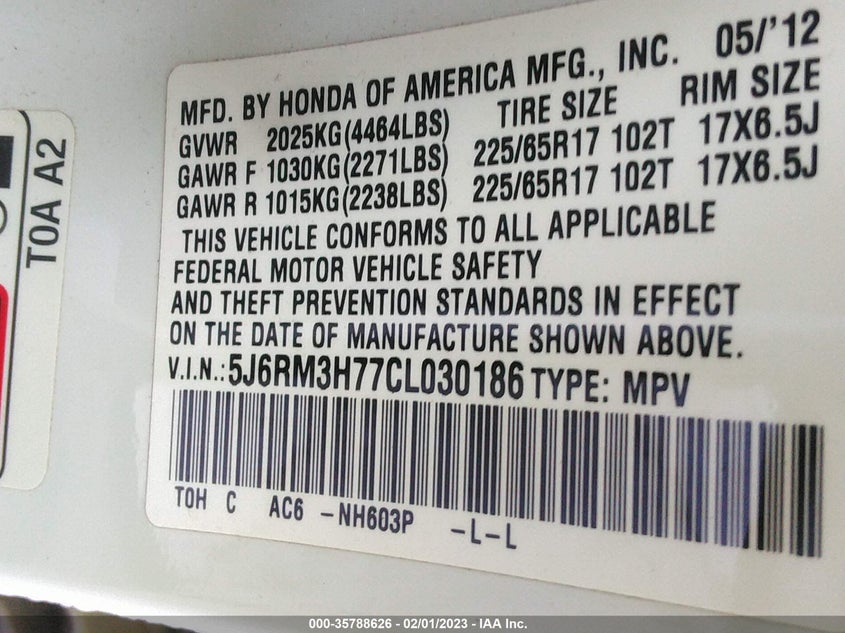 MFD. BY HONDA OF AMERICA MFG., INC. 05/'12
GVWR 2025KG(4464LBS) TIRE SIZE RIM SIZE
GAWR F 1030KG(2271LBS) 225/65R17 102T 17X6.5J
GAWR R 1015KG(2238LBS) 225/65R17 102T 17X6.5J
THIS VEHICLE CONFORMS TO ALL APPLICABLE
FEDERAL MOTOR VEHICLE SAFETY
AND THEFT PREVENTION STANDARDS IN EFFECT
ON THE DATE OF MANUFACTURE SHOWN ABOVE.
V.I.N.:5J6RM3H77CL030186 TYPE: MPV
TOH C AC6 -NH603P -L-L
T0A A2
000-35788626 - 02/01/2023 - IAA Inc.